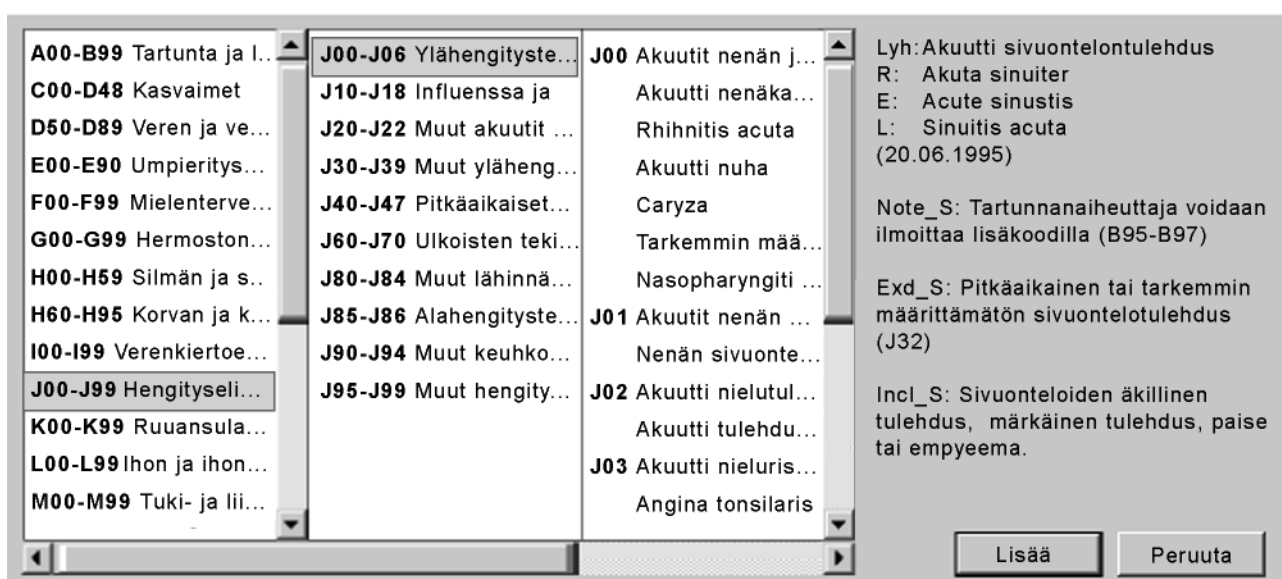 A00-B99 Tartunta ja l..
C00-D48 Kasvaimet
D50-D89 Veren ja ve...
E00-E90 Umpieritys...
F00-F99 Mielenterve...
G00-G99 Hermoston...
H00-H59 Silmän ja s..
H60-H95 Korvan ja k...
I00-I99 Verenkiertoe...
J00-J99 Hengityseli...
K00-K99 Ruuansula...
L00-L99 Ihon ja ihon...
M00-M99 Tuki- ja lii...
J00-J06 Ylähengityste...
J10-J18 Influenssa ja
J20-J22 Muut akuutit ...
J30-J39 Muut yläheng...
J40-J47 Pitkäaikaiset...
J60-J70 Ulkoisten teki...
J80-J84 Muut lähinnä...
J85-J86 Alahengityste...
J90-J94 Muut keuhko...
J95-J99 Muut hengity...
J00 Akuutit nenän j...
Akuutti nenäka...
Rhihnitis acuta
Akuutti nuha
Caryza
Tarkemmin mää...
Nasopharyngiti ...
J01 Akuutit nenän ...
Nenän sivuonte...
J02 Akuutti nielutul...
Akuutti tulehdu...
J03 Akuutti nieluris...
Angina tonsilaris
Lyh: Akuutti sivuontelontulehdus
R: Akuta sinuiter
E: Acute sinustis
L: Sinuitis acuta
(20.06.1995)
Note_S: Tartunnanaiheuttaja voidaan
ilmoittaa lisäkoodilla (B95-B97)
Exd_S: Pitkäaikainen tai tarkemmin
määrittämätön sivuontelotulehdus
(J32)
Incl_S: Sivuonteloiden äkillinen
tulehdus, märkäinen tulehdus, paise
tai empyeema.
Lisää
Peruuta